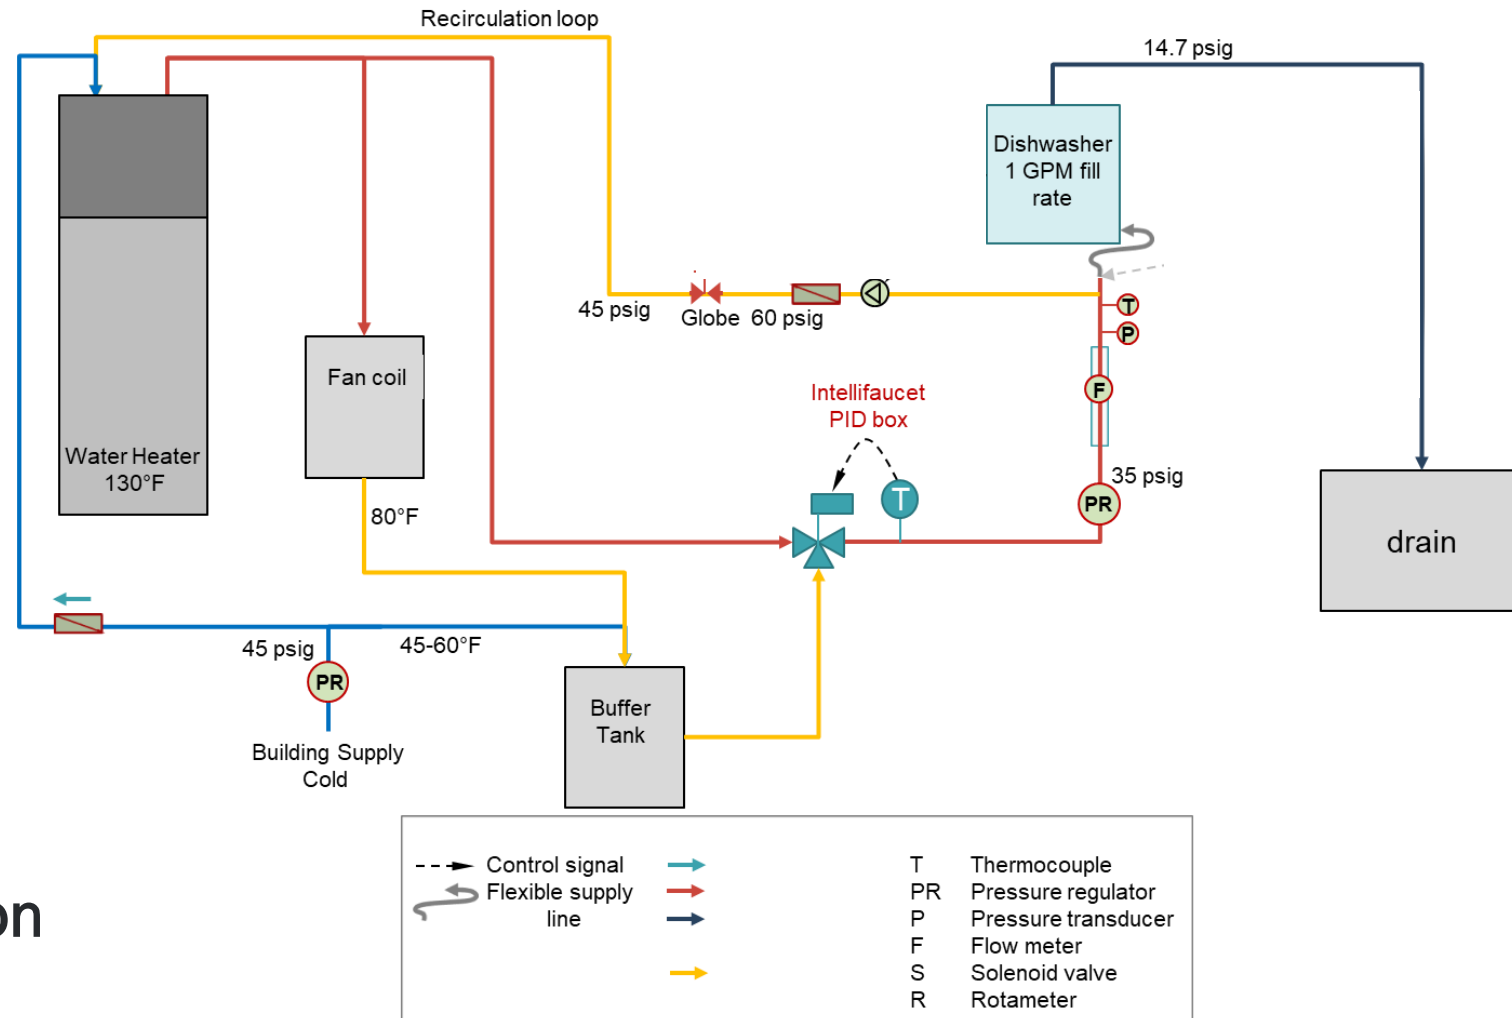 Recirculation loop
14.7 psig
Dishwasher
1 GPM fill
rate
45 psig
Globe
60 psig
T
P
Fan coil
Intellifaucet
PID box
F
Water Heater
130°F
35 psig
T
PR
80°F
drain
45 psig
45-60°F
PR
Buffer
Tank
Building Supply
Cold
Control signal
Flexible supply
line
T Thermocouple
PR Pressure regulator
P Pressure transducer
F Flow meter
S Solenoid valve
R Rotameter
on